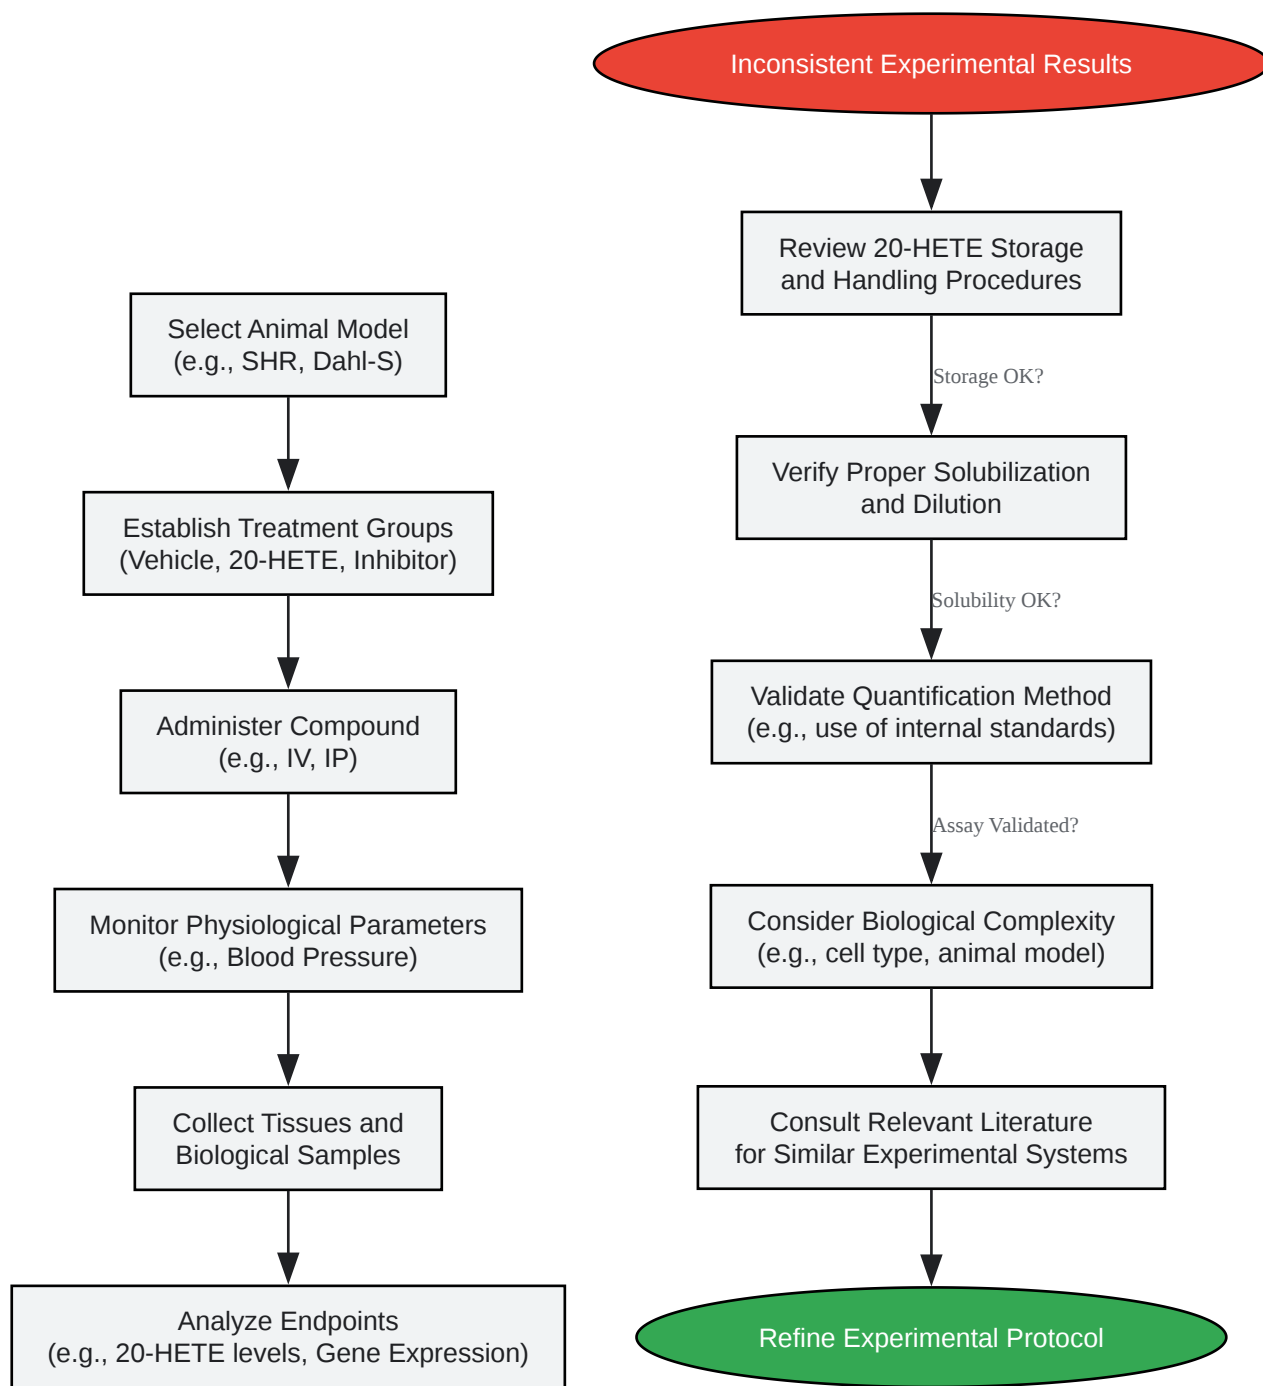 Select Animal Model
(e.g., SHR, Dahl-S)
Establish Treatment Groups
(Vehicle, 20-HETE, Inhibitor)
Administer Compound
(e.g., IV, IP)
Monitor Physiological Parameters
(e.g., Blood Pressure)
Collect Tissues and
Biological Samples
Analyze Endpoints
(e.g., 20-HETE levels, Gene Expression)
Inconsistent Experimental Results
Review 20-HETE Storage
and Handling Procedures
Storage OK?
Verify Proper Solubilization
and Dilution
Solubility OK?
Validate Quantification Method
(e.g., use of internal standards)
Assay Validated?
Consider Biological Complexity
(e.g., cell type, animal model)
Consult Relevant Literature
for Similar Experimental Systems
Refine Experimental Protocol